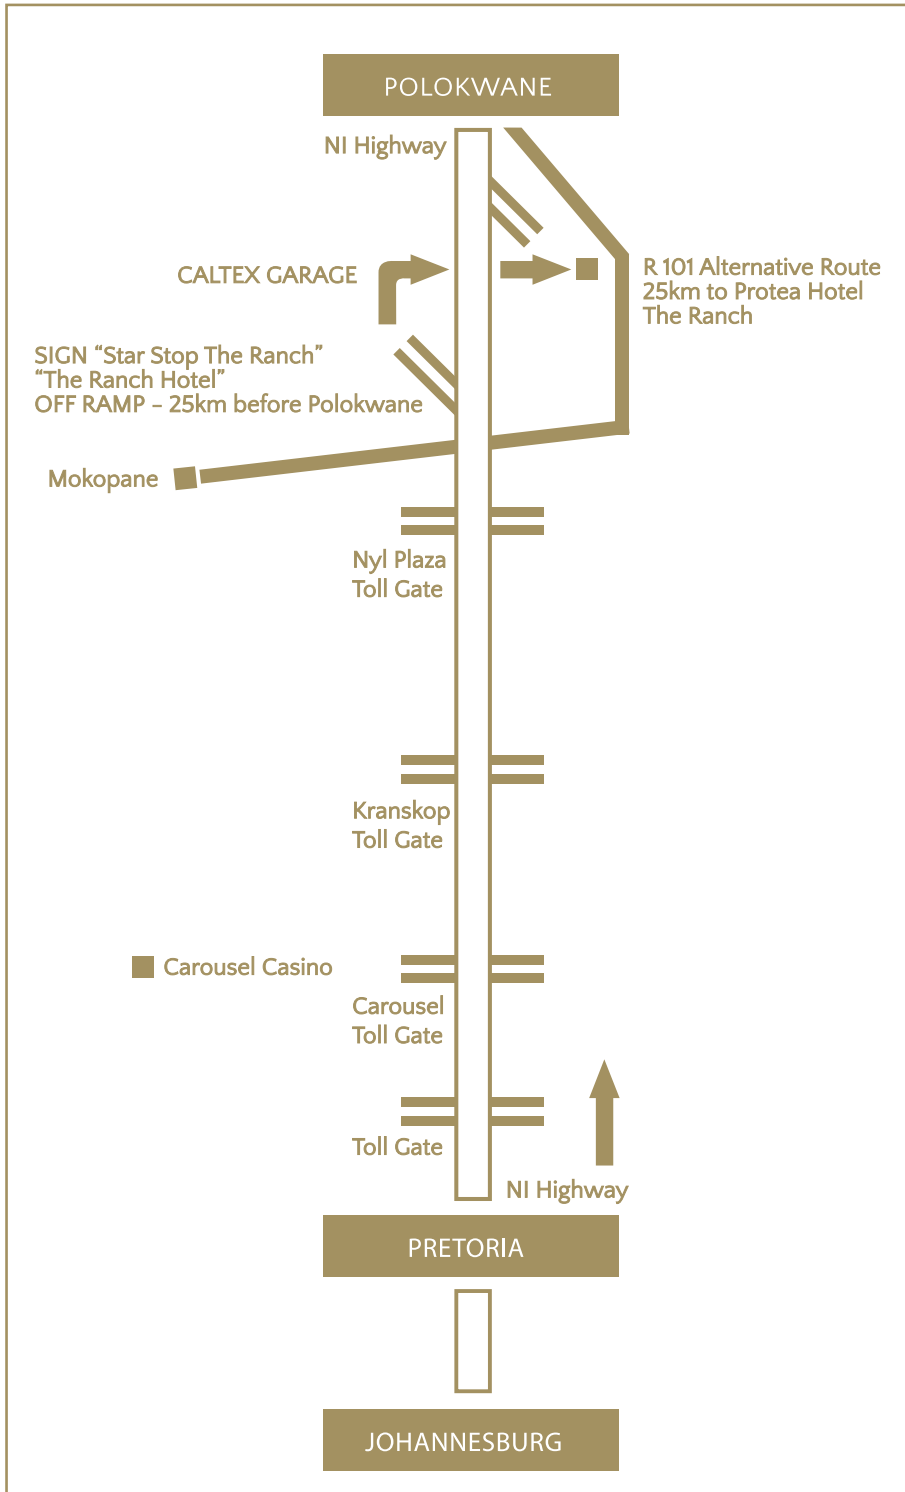 POLOKWANE
NI Highway
CALTEX GARAGE
R 101 Alternative Route
25km to Protea Hotel
The Ranch
SIGN “Star Stop The Ranch”
“The Ranch Hotel”
OFF RAMP – 25km before Polokwane
Mokopane
Nyl Plaza
Toll Gate
Kranskop
Toll Gate
Carousel Casino
Carousel
Toll Gate
Toll Gate
NI Highway
PRETORIA
JOHANNESBURG